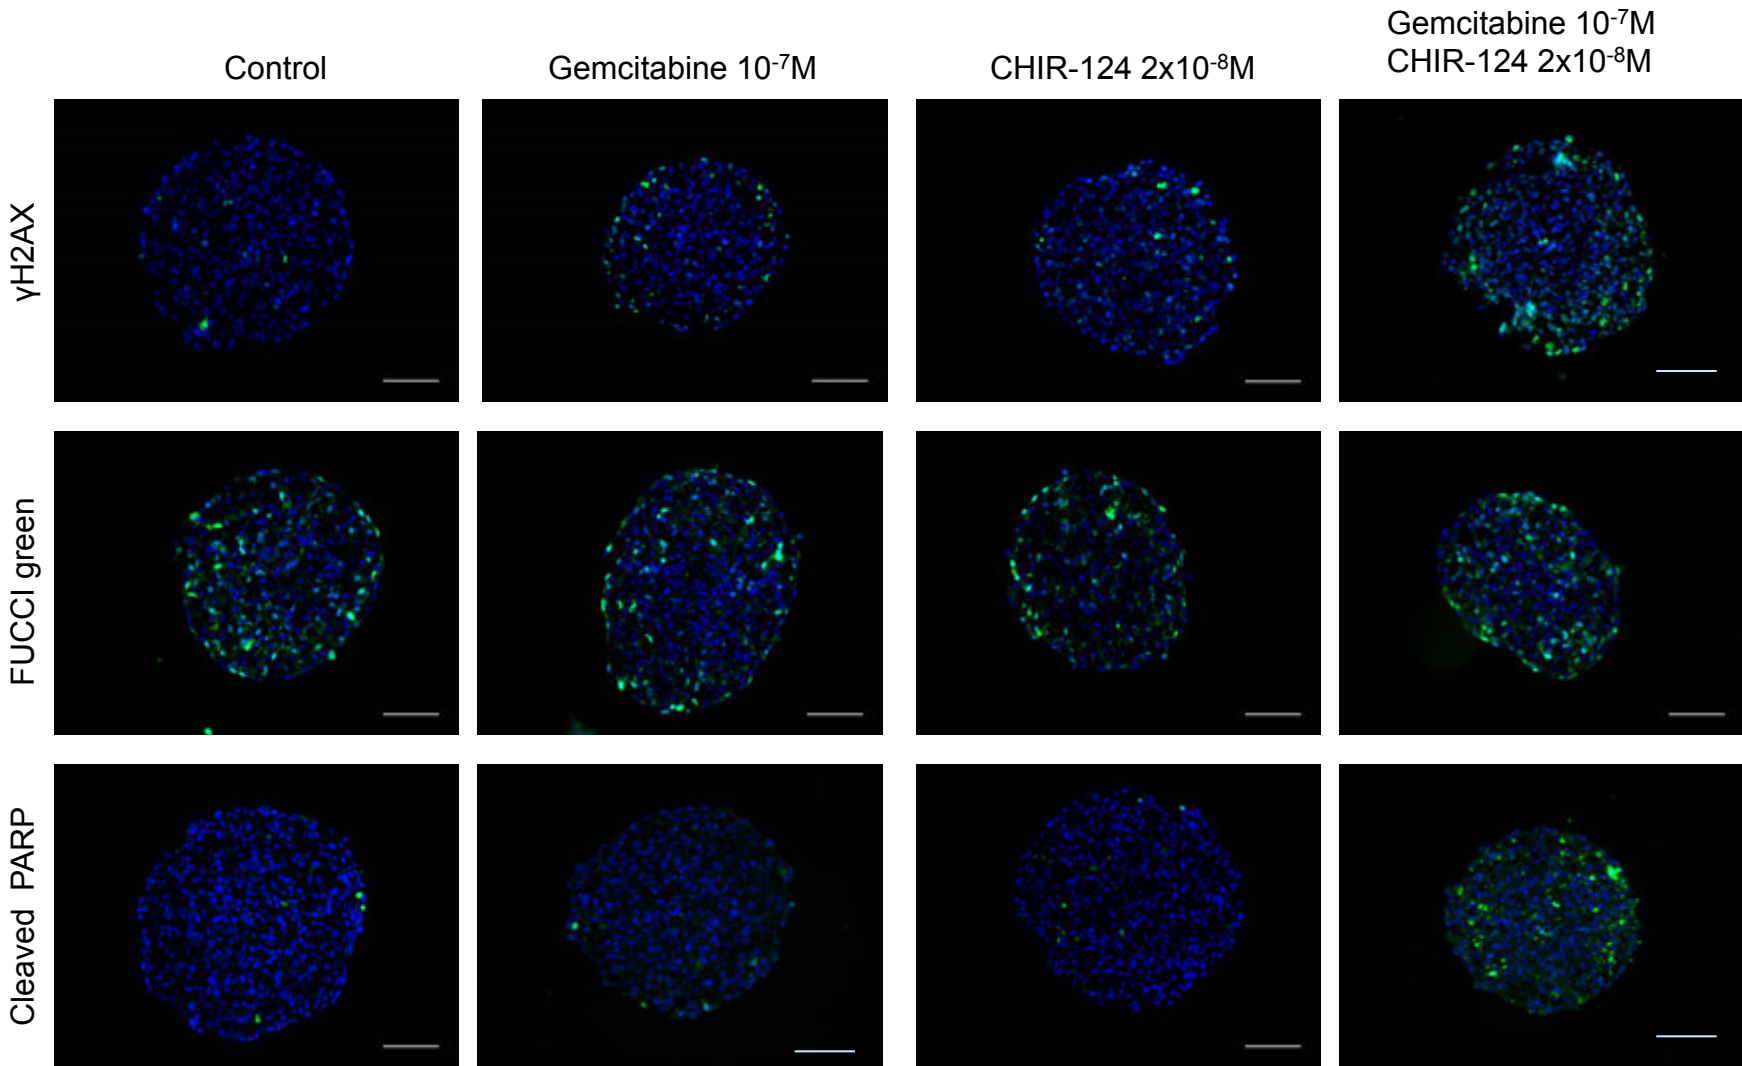 Control
Gemcitabine 10⁻⁷M
CHIR-124 2x10⁻⁸M
Gemcitabine 10⁻⁷M
CHIR-124 2x10⁻⁸M
γH2AX
FUCCI green
Cleaved PARP